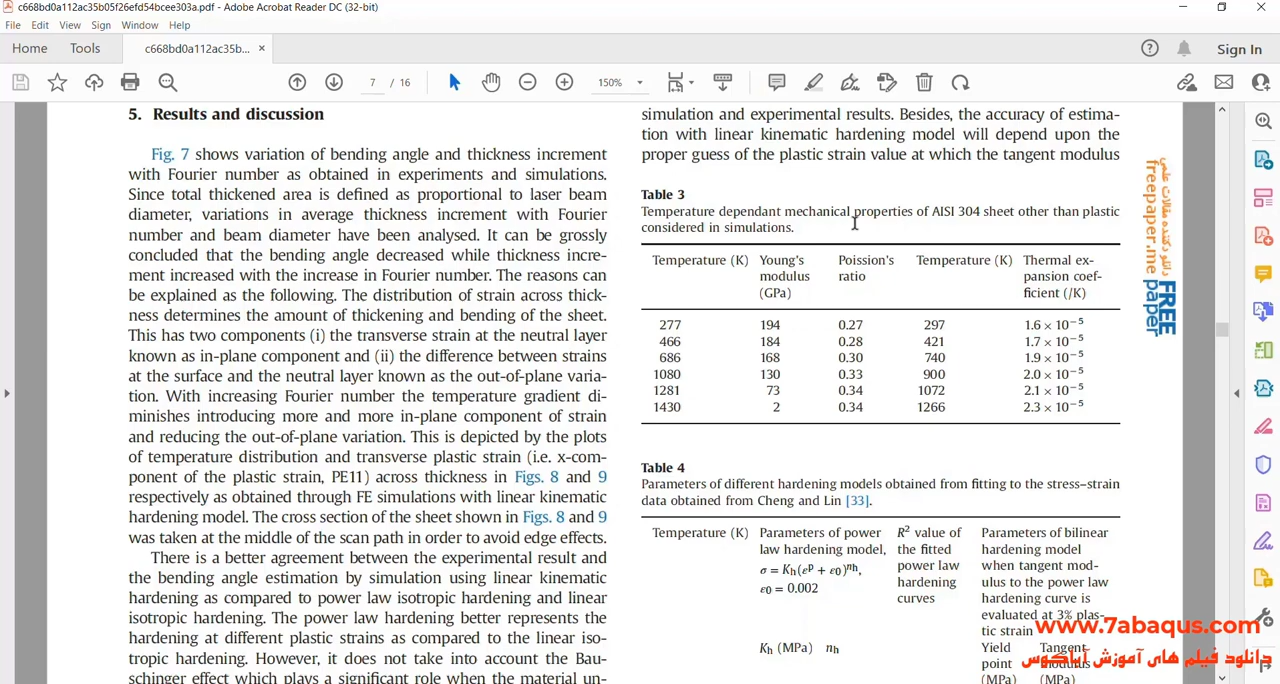 c668bd0a112ac35b05f26efd54bcee303a.pdf - Adobe Acrobat Reader DC (32-bit)
File Edit View Sign Window Help
Home Tools c668bd0a112ac35b... × Sign In
7 / 16 150%
5. Results and discussion
Fig. 7 shows variation of bending angle and thickness increment
with Fourier number as obtained in experiments and simulations.
Since total thickened area is defined as proportional to laser beam
diameter, variations in average thickness increment with Fourier
number and beam diameter have been analysed. It can be grossly
concluded that the bending angle decreased while thickness incre-
ment increased with the increase in Fourier number. The reasons can
be explained as the following. The distribution of strain across thick-
ness determines the amount of thickening and bending of the sheet.
This has two components (i) the transverse strain at the neutral layer
known as in-plane component and (ii) the difference between strains
at the surface and the neutral layer known as the out-of-plane varia-
tion. With increasing Fourier number the temperature gradient di-
minishes introducing more and more in-plane component of strain
and reducing the out-of-plane variation. This is depicted by the plots
of temperature distribution and transverse plastic strain (i.e. x-com-
ponent of the plastic strain, PE11) across thickness in Figs. 8 and 9
respectively as obtained through FE simulations with linear kinematic
hardening model. The cross section of the sheet shown in Figs. 8 and 9
was taken at the middle of the scan path in order to avoid edge effects.
There is a better agreement between the experimental result and
the bending angle estimation by simulation using linear kinematic
hardening as compared to power law isotropic hardening and linear
isotropic hardening. The power law hardening better represents the
hardening at different plastic strains as compared to the linear iso-
tropic hardening. However, it does not take into account the Bau-
schinger effect which plays a significant role when the material un-
simulation and experimental results. Besides, the accuracy of estima-
tion with linear kinematic hardening model will depend upon the
proper guess of the plastic strain value at which the tangent modulus
Table 3
Temperature dependant mechanical properties of AISI 304 sheet other than plastic
considered in simulations.
Temperature (K) Young's Poission's Temperature (K) Thermal ex-
modulus ratio pansion coef-
(GPa) ficient (/K)
277 194 0.27 297 1.6 × 10⁻⁵
466 184 0.28 421 1.7 × 10⁻⁵
686 168 0.30 740 1.9 × 10⁻⁵
1080 130 0.33 900 2.0 × 10⁻⁵
1281 73 0.34 1072 2.1 × 10⁻⁵
1430 2 0.34 1266 2.3 × 10⁻⁵
Table 4
Parameters of different hardening models obtained from fitting to the stress–strain
data obtained from Cheng and Lin [33].
Temperature (K) Parameters of power R² value of Parameters of bilinear
law hardening model, the fitted hardening model
σ = Kh(εᵖ + ε0)ⁿʰ, power law when tangent mod-
ε0 = 0.002 hardening ulus to the power law
curves hardening curve is
evaluated at 3% plas-
tic strain
Kh (MPa) nh Yield Tangent
point modulus
(MPa) (MPa)
دانلود کننده مقالات علمی
freepaper.me
FREE
paper
www.7abaqus.com
دانلود فیلم های آموزش آباکوس